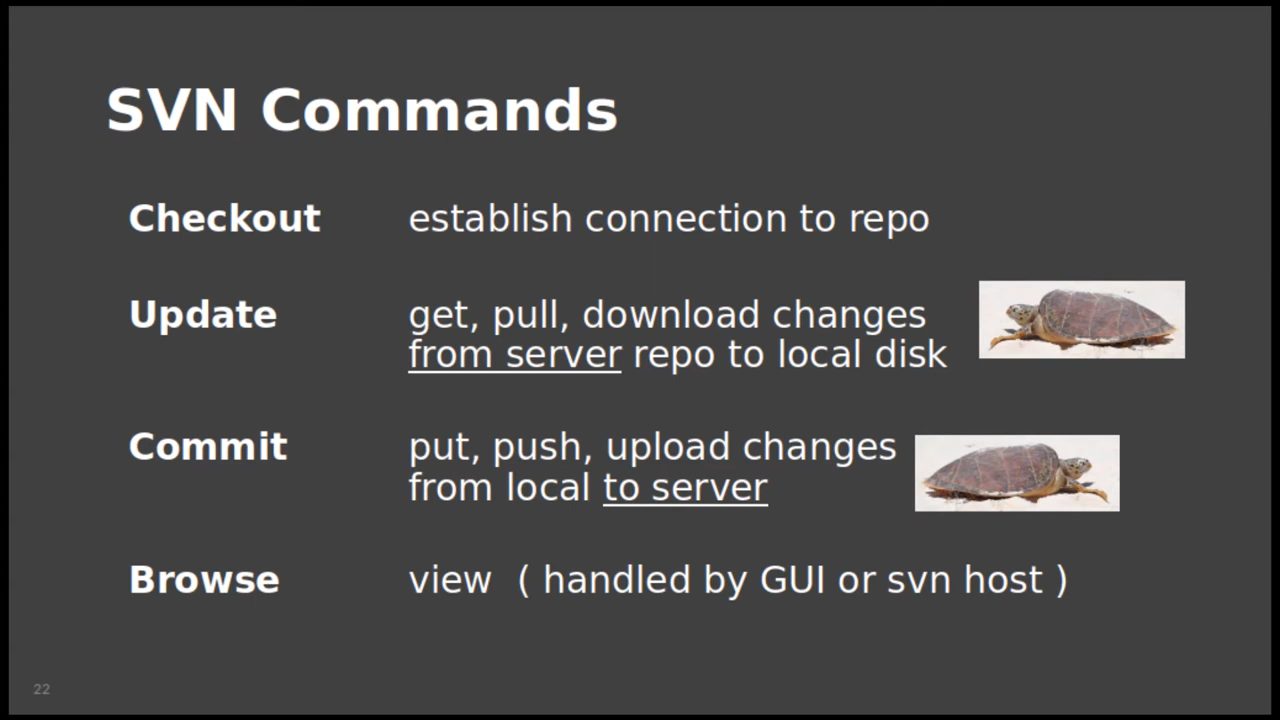 SVN Commands
Checkout establish connection to repo
Update get, pull, download changes
from server repo to local disk
Commit put, push, upload changes
from local to server
Browse view ( handled by GUI or svn host )
22